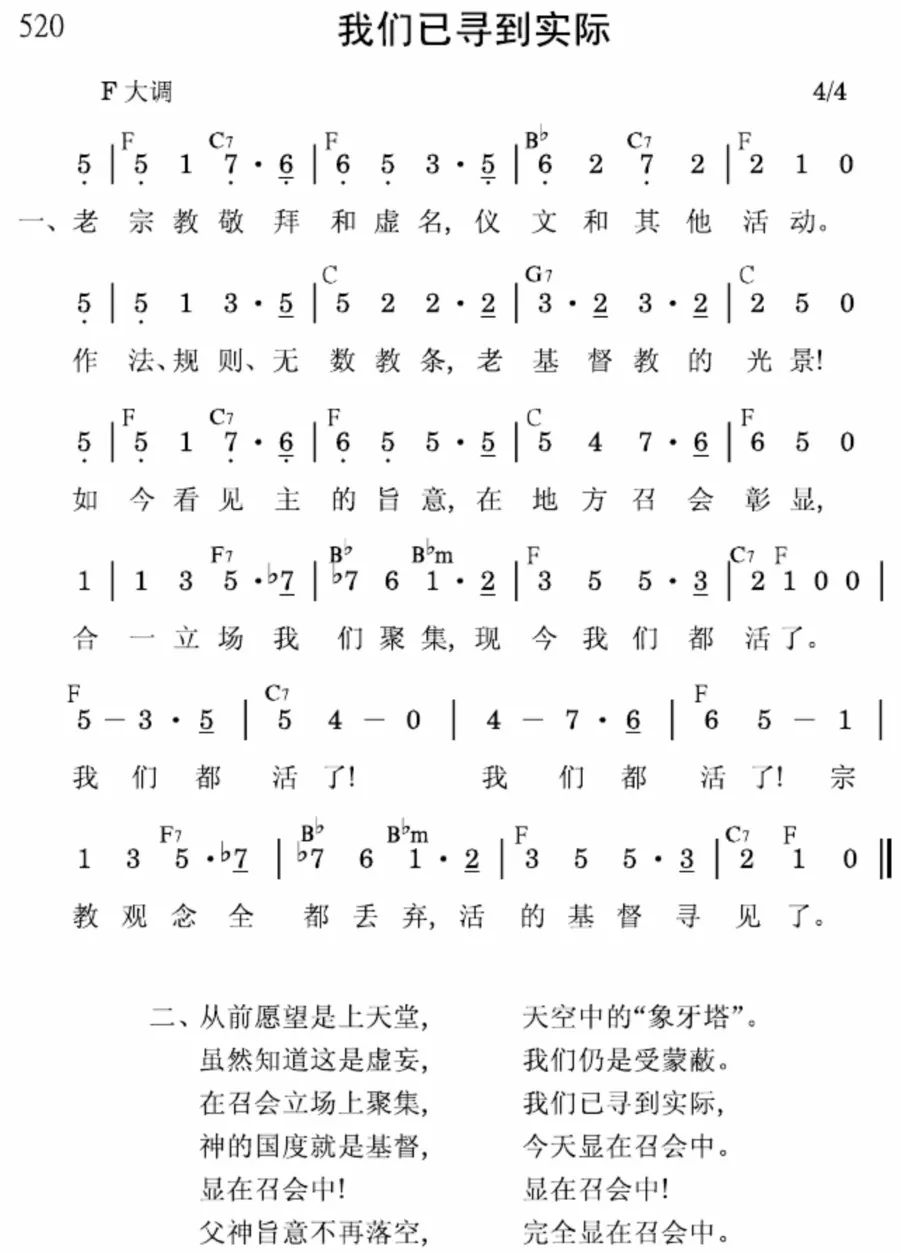 520 我们已寻到实际
F 大调 4/4
F C7 F B♭ C7 F
5̣ | 5̣ 1 7̣ · 6̣ | 6̣ 5̣ 3 · 5̣ | 6̣ 2 7̣ 2 | 2 1 0
一、老 宗 教 敬 拜 和 虚 名, 仪 文 和 其 他 活 动。
C G7 C
5̣ | 5̣ 1 3 · 5 | 5 2 2 · 2 | 3 · 2 3 · 2 | 2 5 0
作 法、规 则、无 数 教 条, 老 基 督 教 的 光 景!
F C7 F C F
5̣ | 5̣ 1 7̣ · 6̣ | 6̣ 5̣ 5 · 5 | 5 4 7 · 6 | 6 5 0
如 今 看 见 主 的 旨 意, 在 地 方 召 会 彰 显,
F7 B♭ B♭m F C7 F
1 | 1 3 5 · ♭7 | ♭7 6 1 · 2 | 3 5 5 · 3 | 2 1 0 0 |
合 一 立 场 我 们 聚 集, 现 今 我 们 都 活 了。
F C7 F
5 – 3 · 5 | 5 4 – 0 | 4 – 7 · 6 | 6 5 – 1 |
我 们 都 活 了! 我 们 都 活 了! 宗
F7 B♭ B♭m F C7 F
1 3 5 · ♭7 | ♭7 6 1 · 2 | 3 5 5 · 3 | 2 1 0 ‖
教 观 念 全 都 丢 弃, 活 的 基 督 寻 见 了。
二、从前愿望是上天堂, 天空中的“象牙塔”。
虽然知道这是虚妄, 我们仍是受蒙蔽。
在召会立场上聚集, 我们已寻到实际,
神的国度就是基督, 今天显在召会中。
显在召会中! 显在召会中!
父神旨意不再落空, 完全显在召会中。